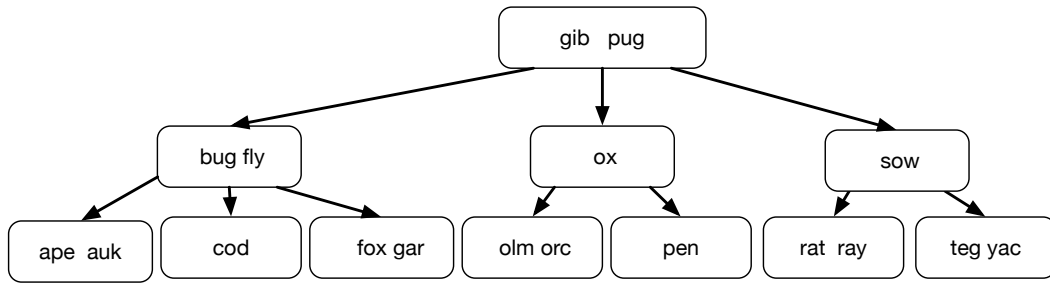 gib pug
bug fly
ox
sow
ape auk
cod
fox gar
olm orc
pen
rat ray
teg yac